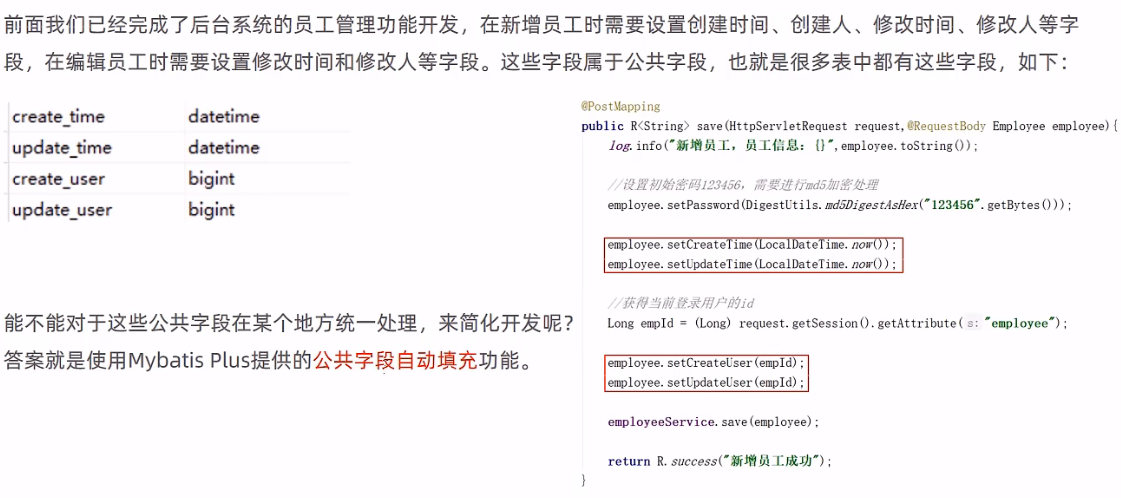 前面我们已经完成了后台系统的员工管理功能开发，在新增员工时需要设置创建时间、创建人、修改时间、修改人等字
段，在编辑员工时需要设置修改时间和修改人等字段。这些字段属于公共字段，也就是很多表中都有这些字段，如下：
create_time datetime
update_time datetime
create_user bigint
update_user bigint
能不能对于这些公共字段在某个地方统一处理，来简化开发呢？
答案就是使用Mybatis Plus提供的公共字段自动填充功能。
@PostMapping
public R<String> save(HttpServletRequest request,@RequestBody Employee employee){
log.info("新增员工，员工信息：{}",employee.toString());
//设置初始密码123456，需要进行md5加密处理
employee.setPassword(DigestUtils.md5DigestAsHex("123456".getBytes()));
employee.setCreateTime(LocalDateTime.now());
employee.setUpdateTime(LocalDateTime.now());
//获得当前登录用户的id
Long empId = (Long) request.getSession().getAttribute( s: "employee");
employee.setCreateUser(empId);
employee.setUpdateUser(empId);
employeeService.save(employee);
return R.success("新增员工成功");
}